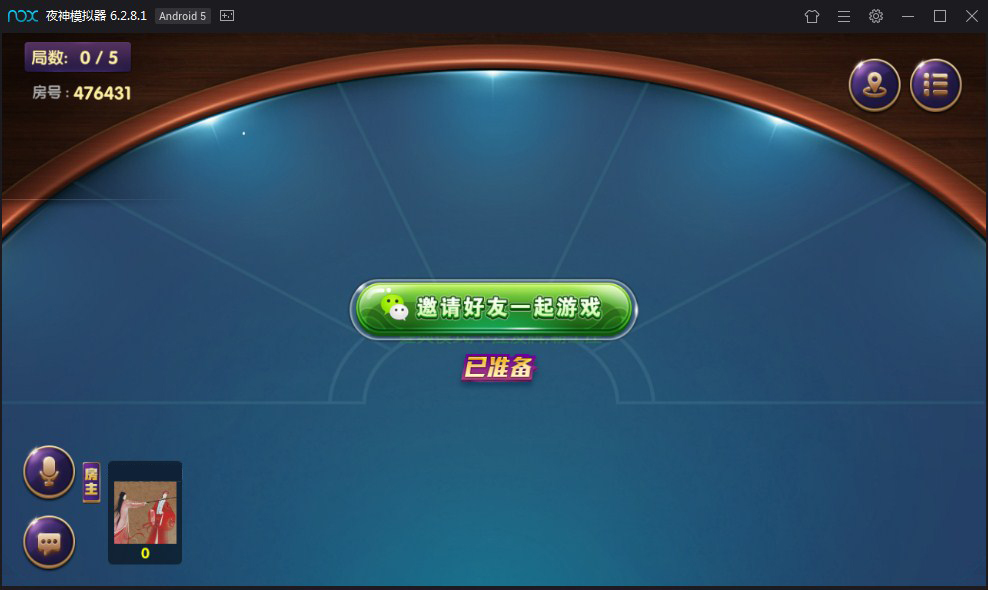 nox 夜神模拟器 6.2.8.1 Android 5
局数: 0 / 5
房号 : 476431
邀请好友一起游戏
已准备
房主
0